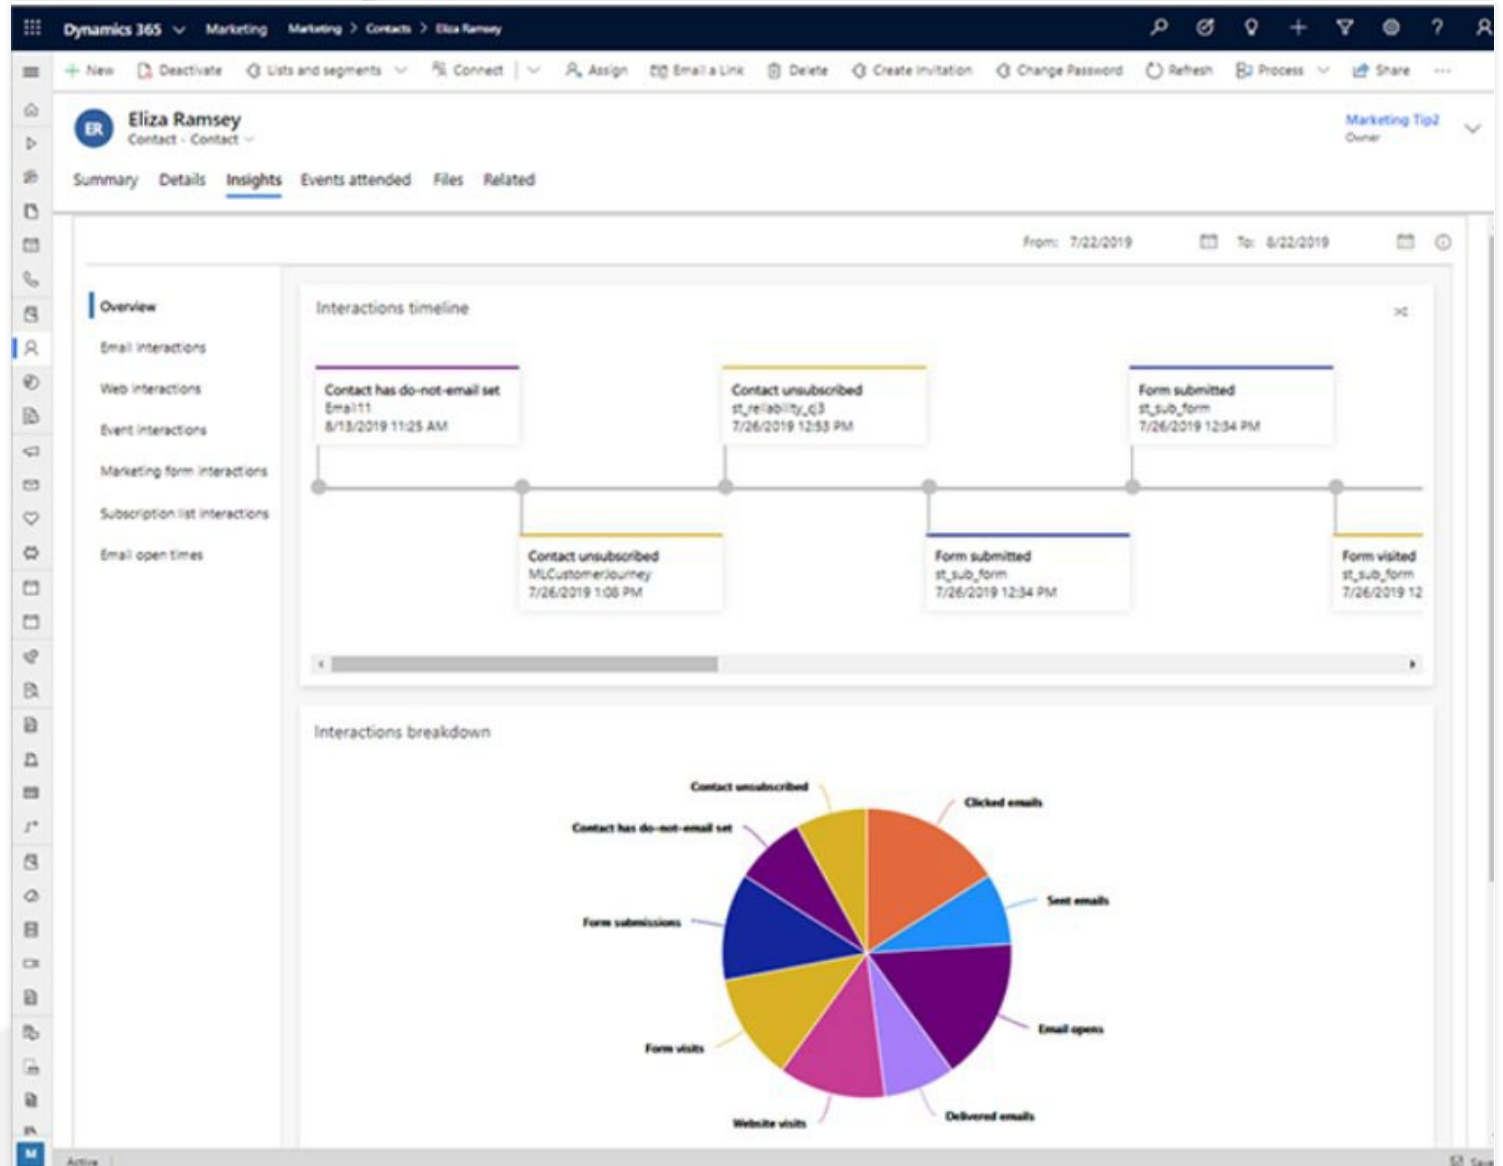 Dynamics 365 Marketing Marketing > Contacts > Eliza Ramsey
New Deactivate Lists and segments Connect Assign Email a Link Delete Create Invitation Change Password Refresh Process Share ...
ER
Eliza Ramsey
Contact - Contact
Marketing Tip2
Owner
Summary Details Insights Events attended Files Related
From: 7/22/2019 To: 8/22/2019
Overview
Email interactions
Web interactions
Event interactions
Marketing form interactions
Subscription list interactions
Email open times
Interactions timeline
Contact has do-not-email set
Email11
8/13/2019 11:25 AM
Contact unsubscribed
st_reliability_cj3
7/26/2019 12:53 PM
Form submitted
st_sub_form
7/26/2019 12:34 PM
Contact unsubscribed
MLCustomerJourney
7/26/2019 1:08 PM
Form submitted
st_sub_form
7/26/2019 12:34 PM
Form visited
st_sub_form
7/26/2019 12
Interactions breakdown
Contact unsubscribed
Clicked emails
Contact has do-not-email set
Sent emails
Form submissions
Email opens
Form visits
Delivered emails
Website visits
M
Active